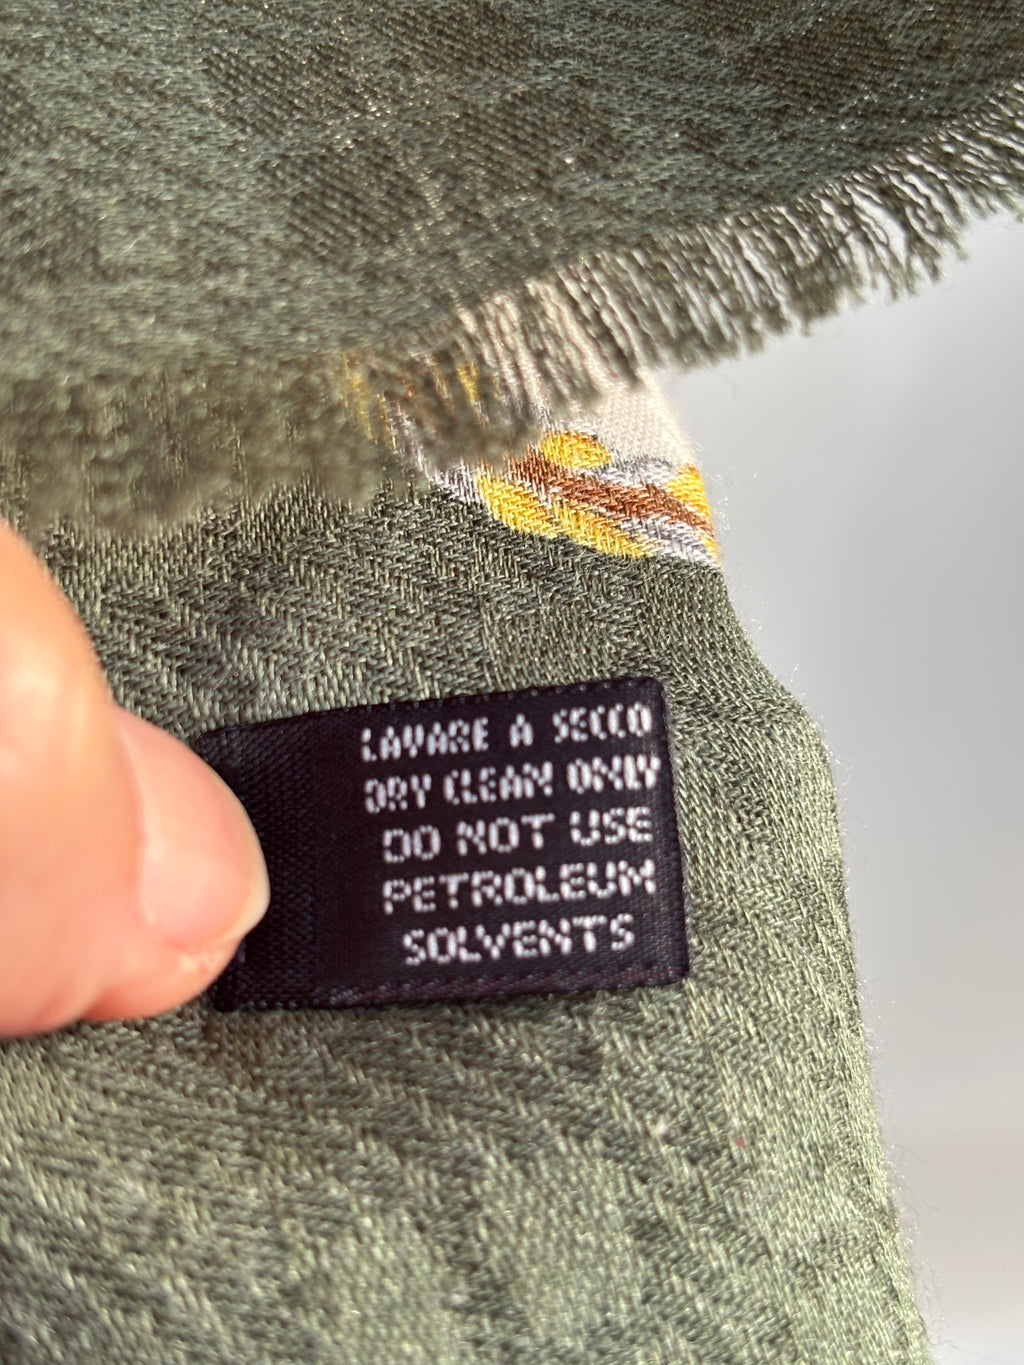 LAVARE A SECCO
DRY CLEAN ONLY
DO NOT USE
PETROLEUM
SOLVENTS